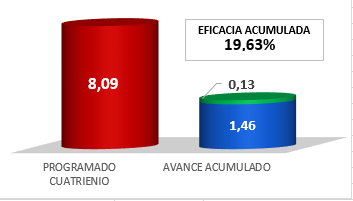 EFICACIA ACUMULADA
19,63%
8,09
0,13
1,46
PROGRAMADO
CUATRIENIO
AVANCE ACUMULADO